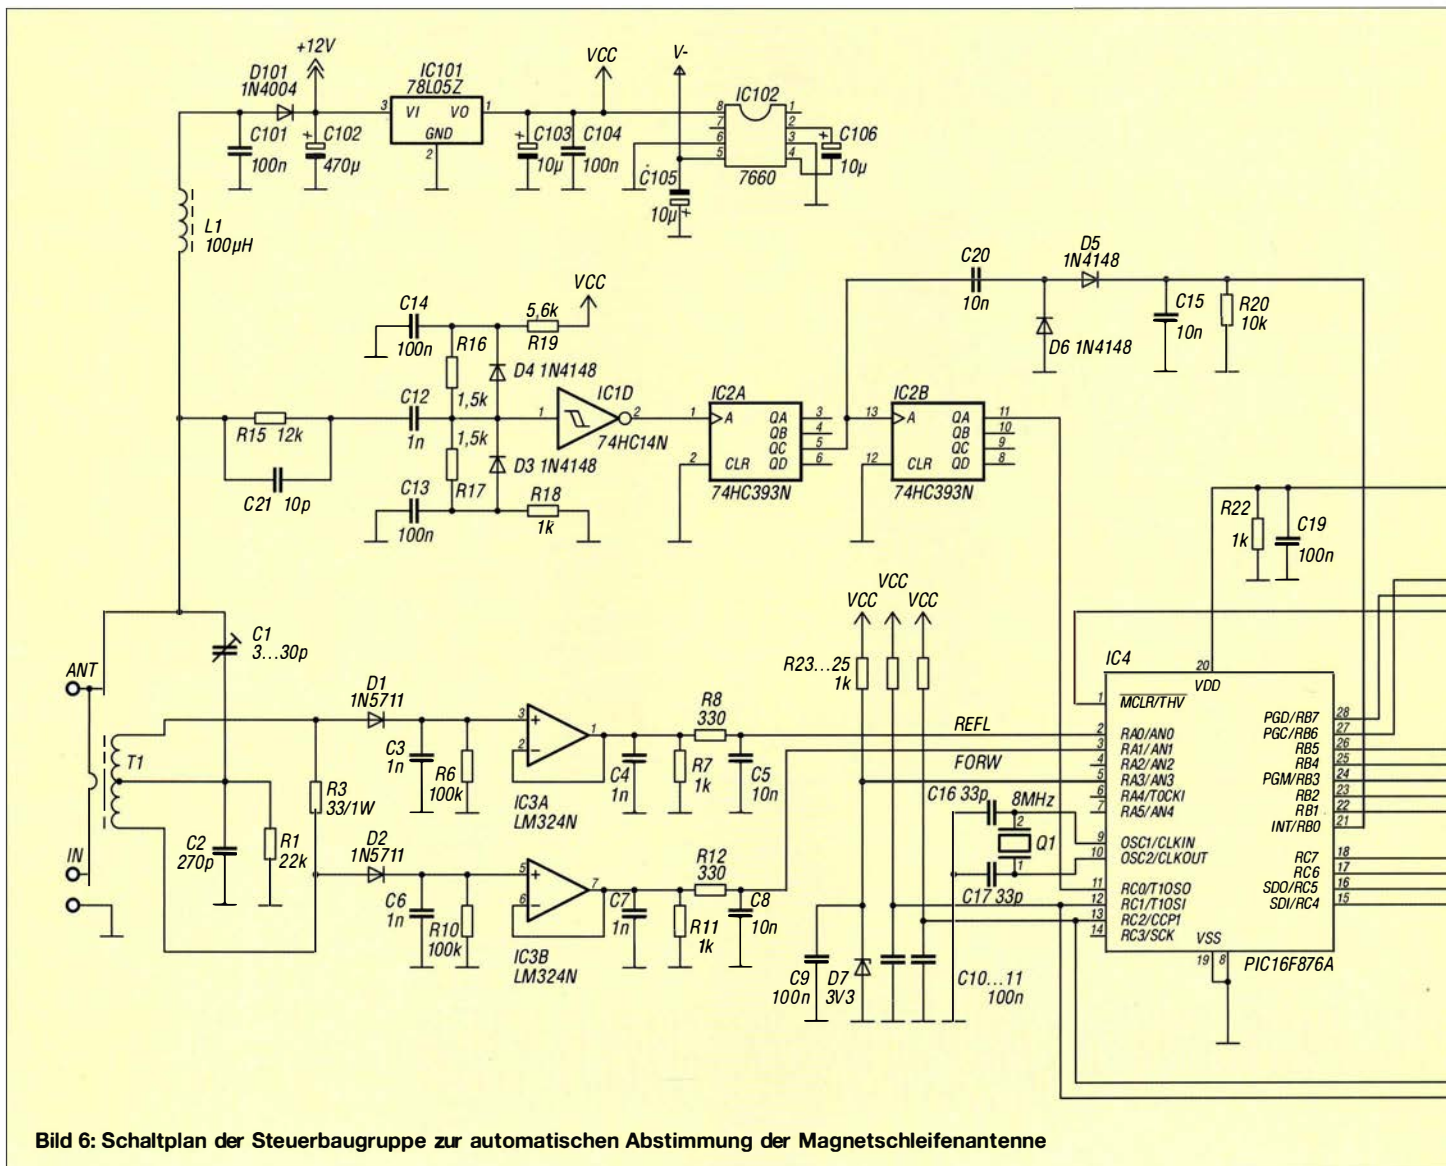 +12V
D101
1N4004
IC101
78L05Z
VCC
V-
IC102
3
VI
VO
1
GND
2
C101
100n
+
C102
470µ
+
C103
10µ
C104
100n
8
7
6
5
1
2
3
4
7660
+
C106
10µ
C105
10µ
+
L1
100µH
C14
100n
R16
1,5k
5,6k
R19
VCC
D4 1N4148
C12
1n
1
IC1D
2
74HC14N
R15 12k
C21 10p
1,5k
R17
D3 1N4148
C13
100n
R18
1k
IC2A
1
A
QA
3
QB
4
QC
5
QD
6
2
CLR
74HC393N
IC2B
13
A
QA
11
QB
10
QC
9
QD
8
12
CLR
74HC393N
C20
10n
D5
1N4148
D6 1N4148
C15
10n
R20
10k
R22
1k
C19
100n
C1
3...30p
ANT
T1
IN
C2
270p
R1
22k
R3
33/1W
D1
1N5711
C3
1n
R6
100k
3
+
2
–
1
IC3A
LM324N
C4
1n
R7
1k
R8
330
C5
10n
REFL
FORW
D2
1N5711
C6
1n
R10
100k
5
+
6
–
7
IC3B
LM324N
C7
1n
R11
1k
R12
330
C8
10n
VCC
VCC
VCC
R23...25
1k
C16 33p
8MHz
2
Q1
1
C17 33p
C9
100n
D7
3V3
C10...11
100n
IC4
20
VDD
1
MCLR/THV
2
RA0/AN0
3
RA1/AN1
4
RA2/AN2
5
RA3/AN3
6
RA4/TOCKI
7
RA5/AN4
9
OSC1/CLKIN
10
OSC2/CLKOUT
11
RC0/T1OSO
12
RC1/T1OSI
13
RC2/CCP1
14
RC3/SCK
PGD/RB7
28
PGC/RB6
27
RB5
26
RB4
25
PGM/RB3
24
RB2
23
RB1
22
INT/RB0
21
RC7
18
RC6
17
SDO/RC5
16
SDI/RC4
15
VSS
19
8
PIC16F876A
Bild 6: Schaltplan der Steuerbaugruppe zur automatischen Abstimmung der Magnetschleifenantenne